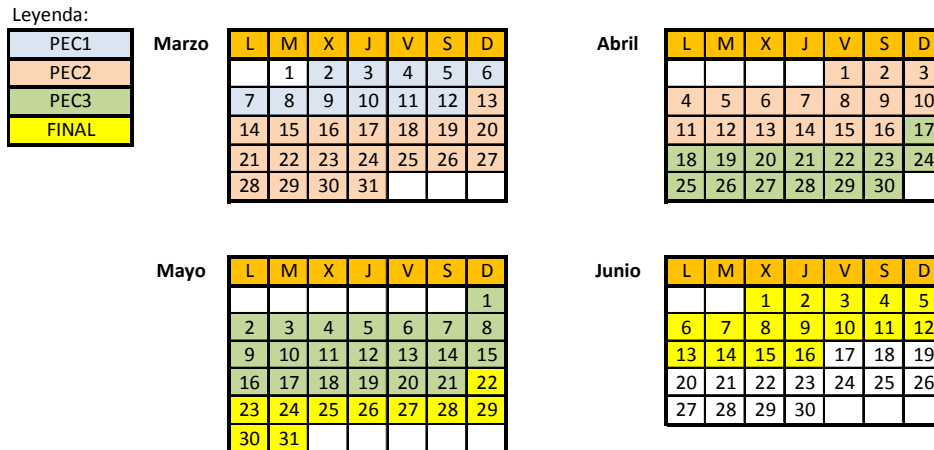 Leyenda:
PEC1
PEC2
PEC3
FINAL
Marzo
L M X J V S D
1 2 3 4 5 6
7 8 9 10 11 12 13
14 15 16 17 18 19 20
21 22 23 24 25 26 27
28 29 30 31
Abril
L M X J V S D
1 2 3
4 5 6 7 8 9 10
11 12 13 14 15 16 17
18 19 20 21 22 23 24
25 26 27 28 29 30
Mayo
L M X J V S D
1
2 3 4 5 6 7 8
9 10 11 12 13 14 15
16 17 18 19 20 21 22
23 24 25 26 27 28 29
30 31
Junio
L M X J V S D
1 2 3 4 5
6 7 8 9 10 11 12
13 14 15 16 17 18 19
20 21 22 23 24 25 26
27 28 29 30